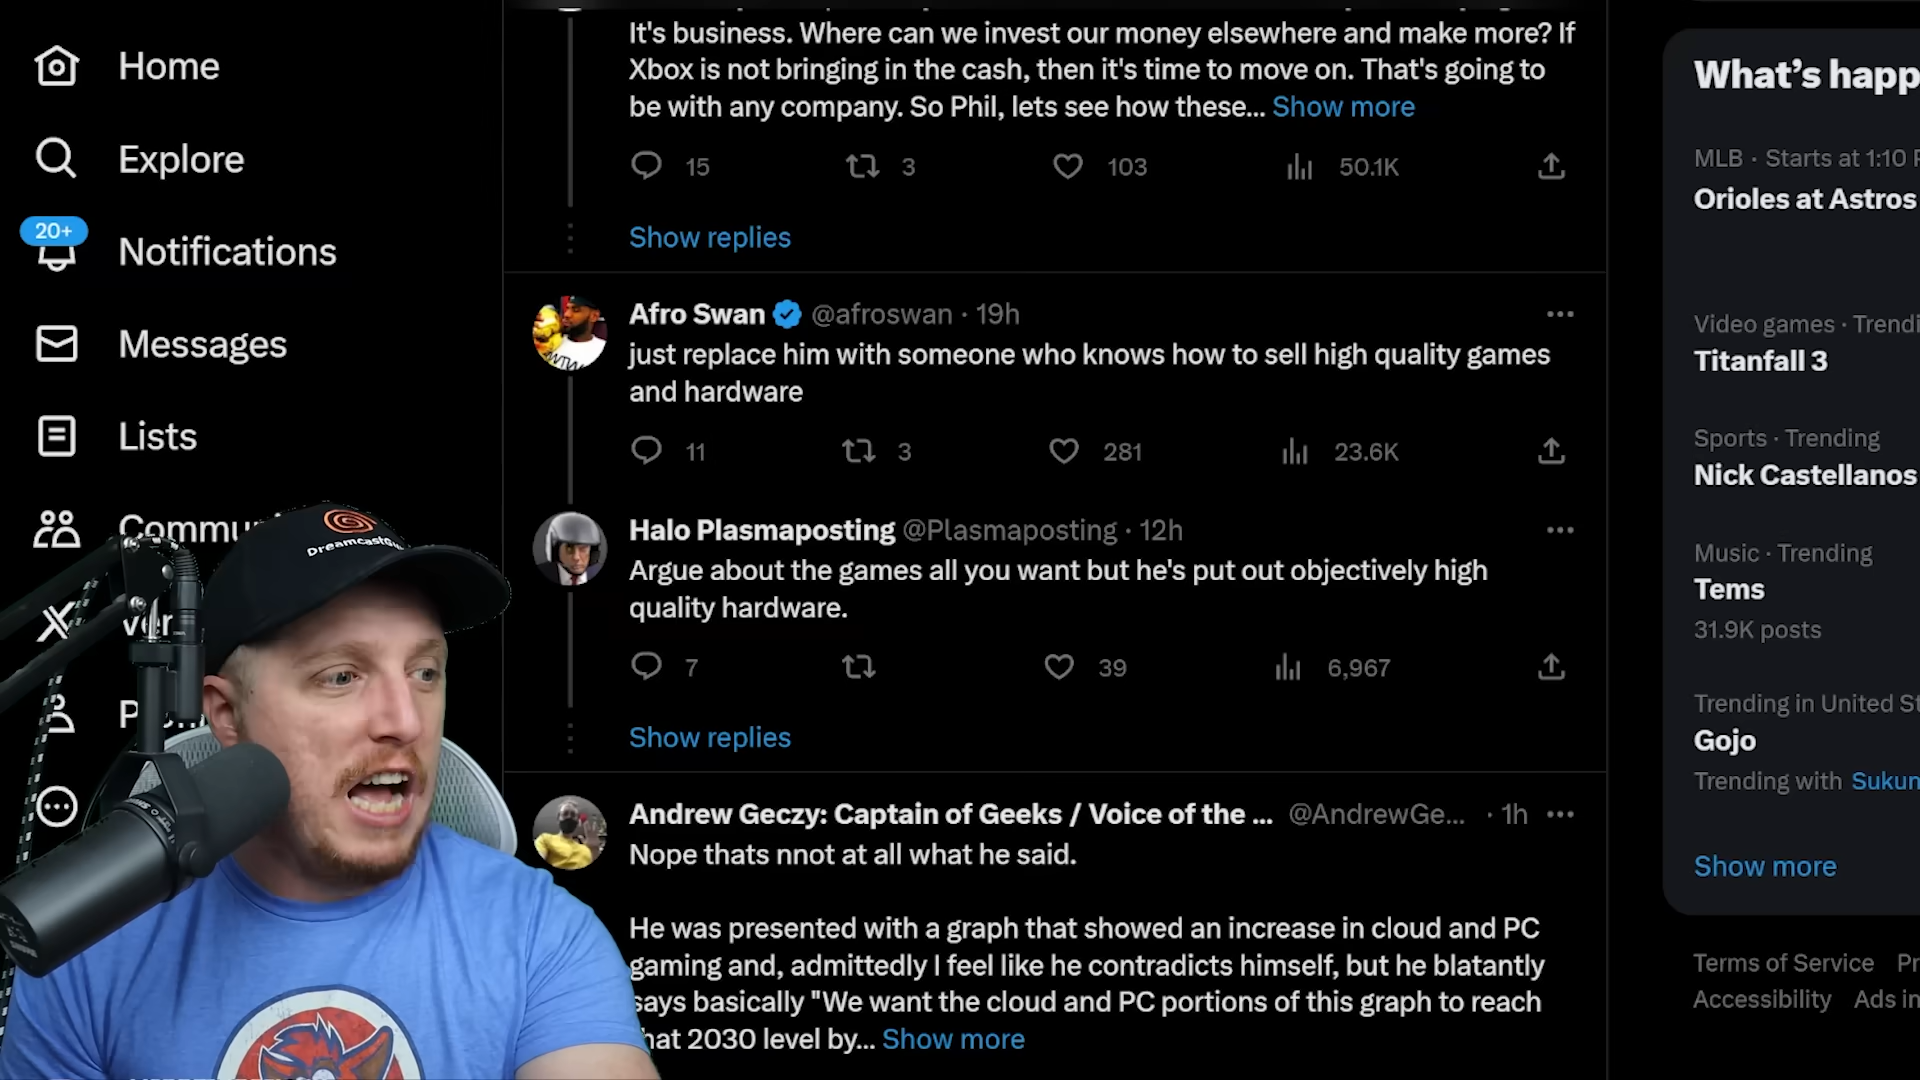 It's business. Where can we invest our money elsewhere and make more? If
Xbox is not bringing in the cash, then it's time to move on. That's going to
be with any company. So Phil, lets see how these... Show more
15 3 103 50.1K
Show replies
Afro Swan @afroswan · 19h
just replace him with someone who knows how to sell high quality games
and hardware
11 3 281 23.6K
Halo Plasmaposting @Plasmaposting · 12h
Argue about the games all you want but he's put out objectively high
quality hardware.
7 39 6,967
Show replies
Andrew Geczy: Captain of Geeks / Voice of the ... @AndrewGe... · 1h
Nope thats nnot at all what he said.
He was presented with a graph that showed an increase in cloud and PC
gaming and, admittedly I feel like he contradicts himself, but he blatantly
says basically "We want the cloud and PC portions of this graph to reach
hat 2030 level by... Show more
Home
Explore
20+
Notifications
Messages
Lists
Commu
Ver
What's happ
MLB · Starts at 1:10 P
Orioles at Astros
Video games · Trendi
Titanfall 3
Sports · Trending
Nick Castellanos
Music · Trending
Tems
31.9K posts
Trending in United St
Gojo
Trending with Sukun
Show more
Terms of Service Pr
Accessibility Ads in